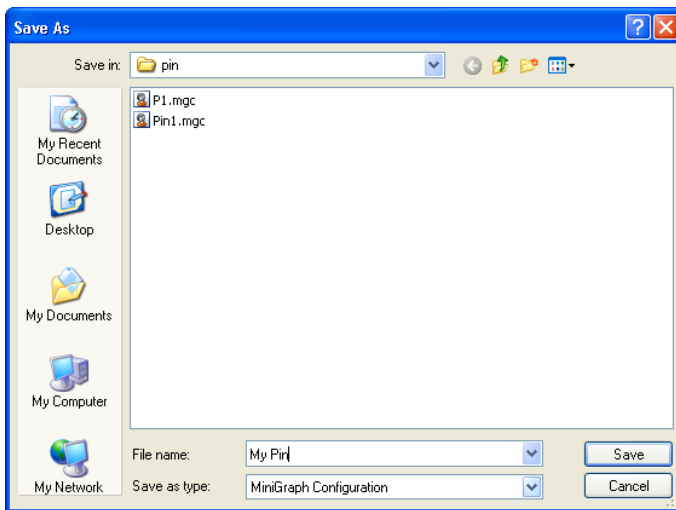 Save As
Save in:
pin
P1.mgc
Pin1.mgc
My Recent
Documents
Desktop
My Documents
My Computer
My Network
File name:
My Pin
Save
Save as type:
MiniGraph Configuration
Cancel